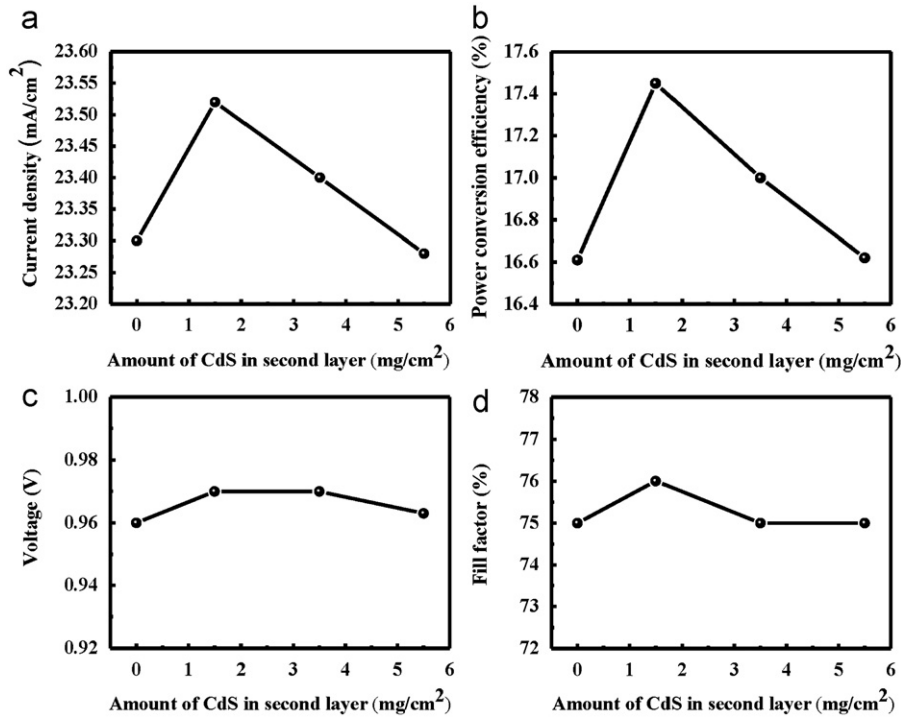 a
23.60
23.55
23.50
23.45
23.40
23.35
23.30
23.25
23.20
Current density (mA/cm²)
0 1 2 3 4 5 6
Amount of CdS in second layer (mg/cm²)
b
17.6
17.4
17.2
17.0
16.8
16.6
16.4
Power conversion efficiency (%)
0 1 2 3 4 5 6
Amount of CdS in second layer (mg/cm²)
c
1.00
0.98
0.96
0.94
0.92
Voltage (V)
0 1 2 3 4 5 6
Amount of CdS in second layer (mg/cm²)
d
78
77
76
75
74
73
72
Fill factor (%)
0 1 2 3 4 5 6
Amount of CdS in second layer (mg/cm²)